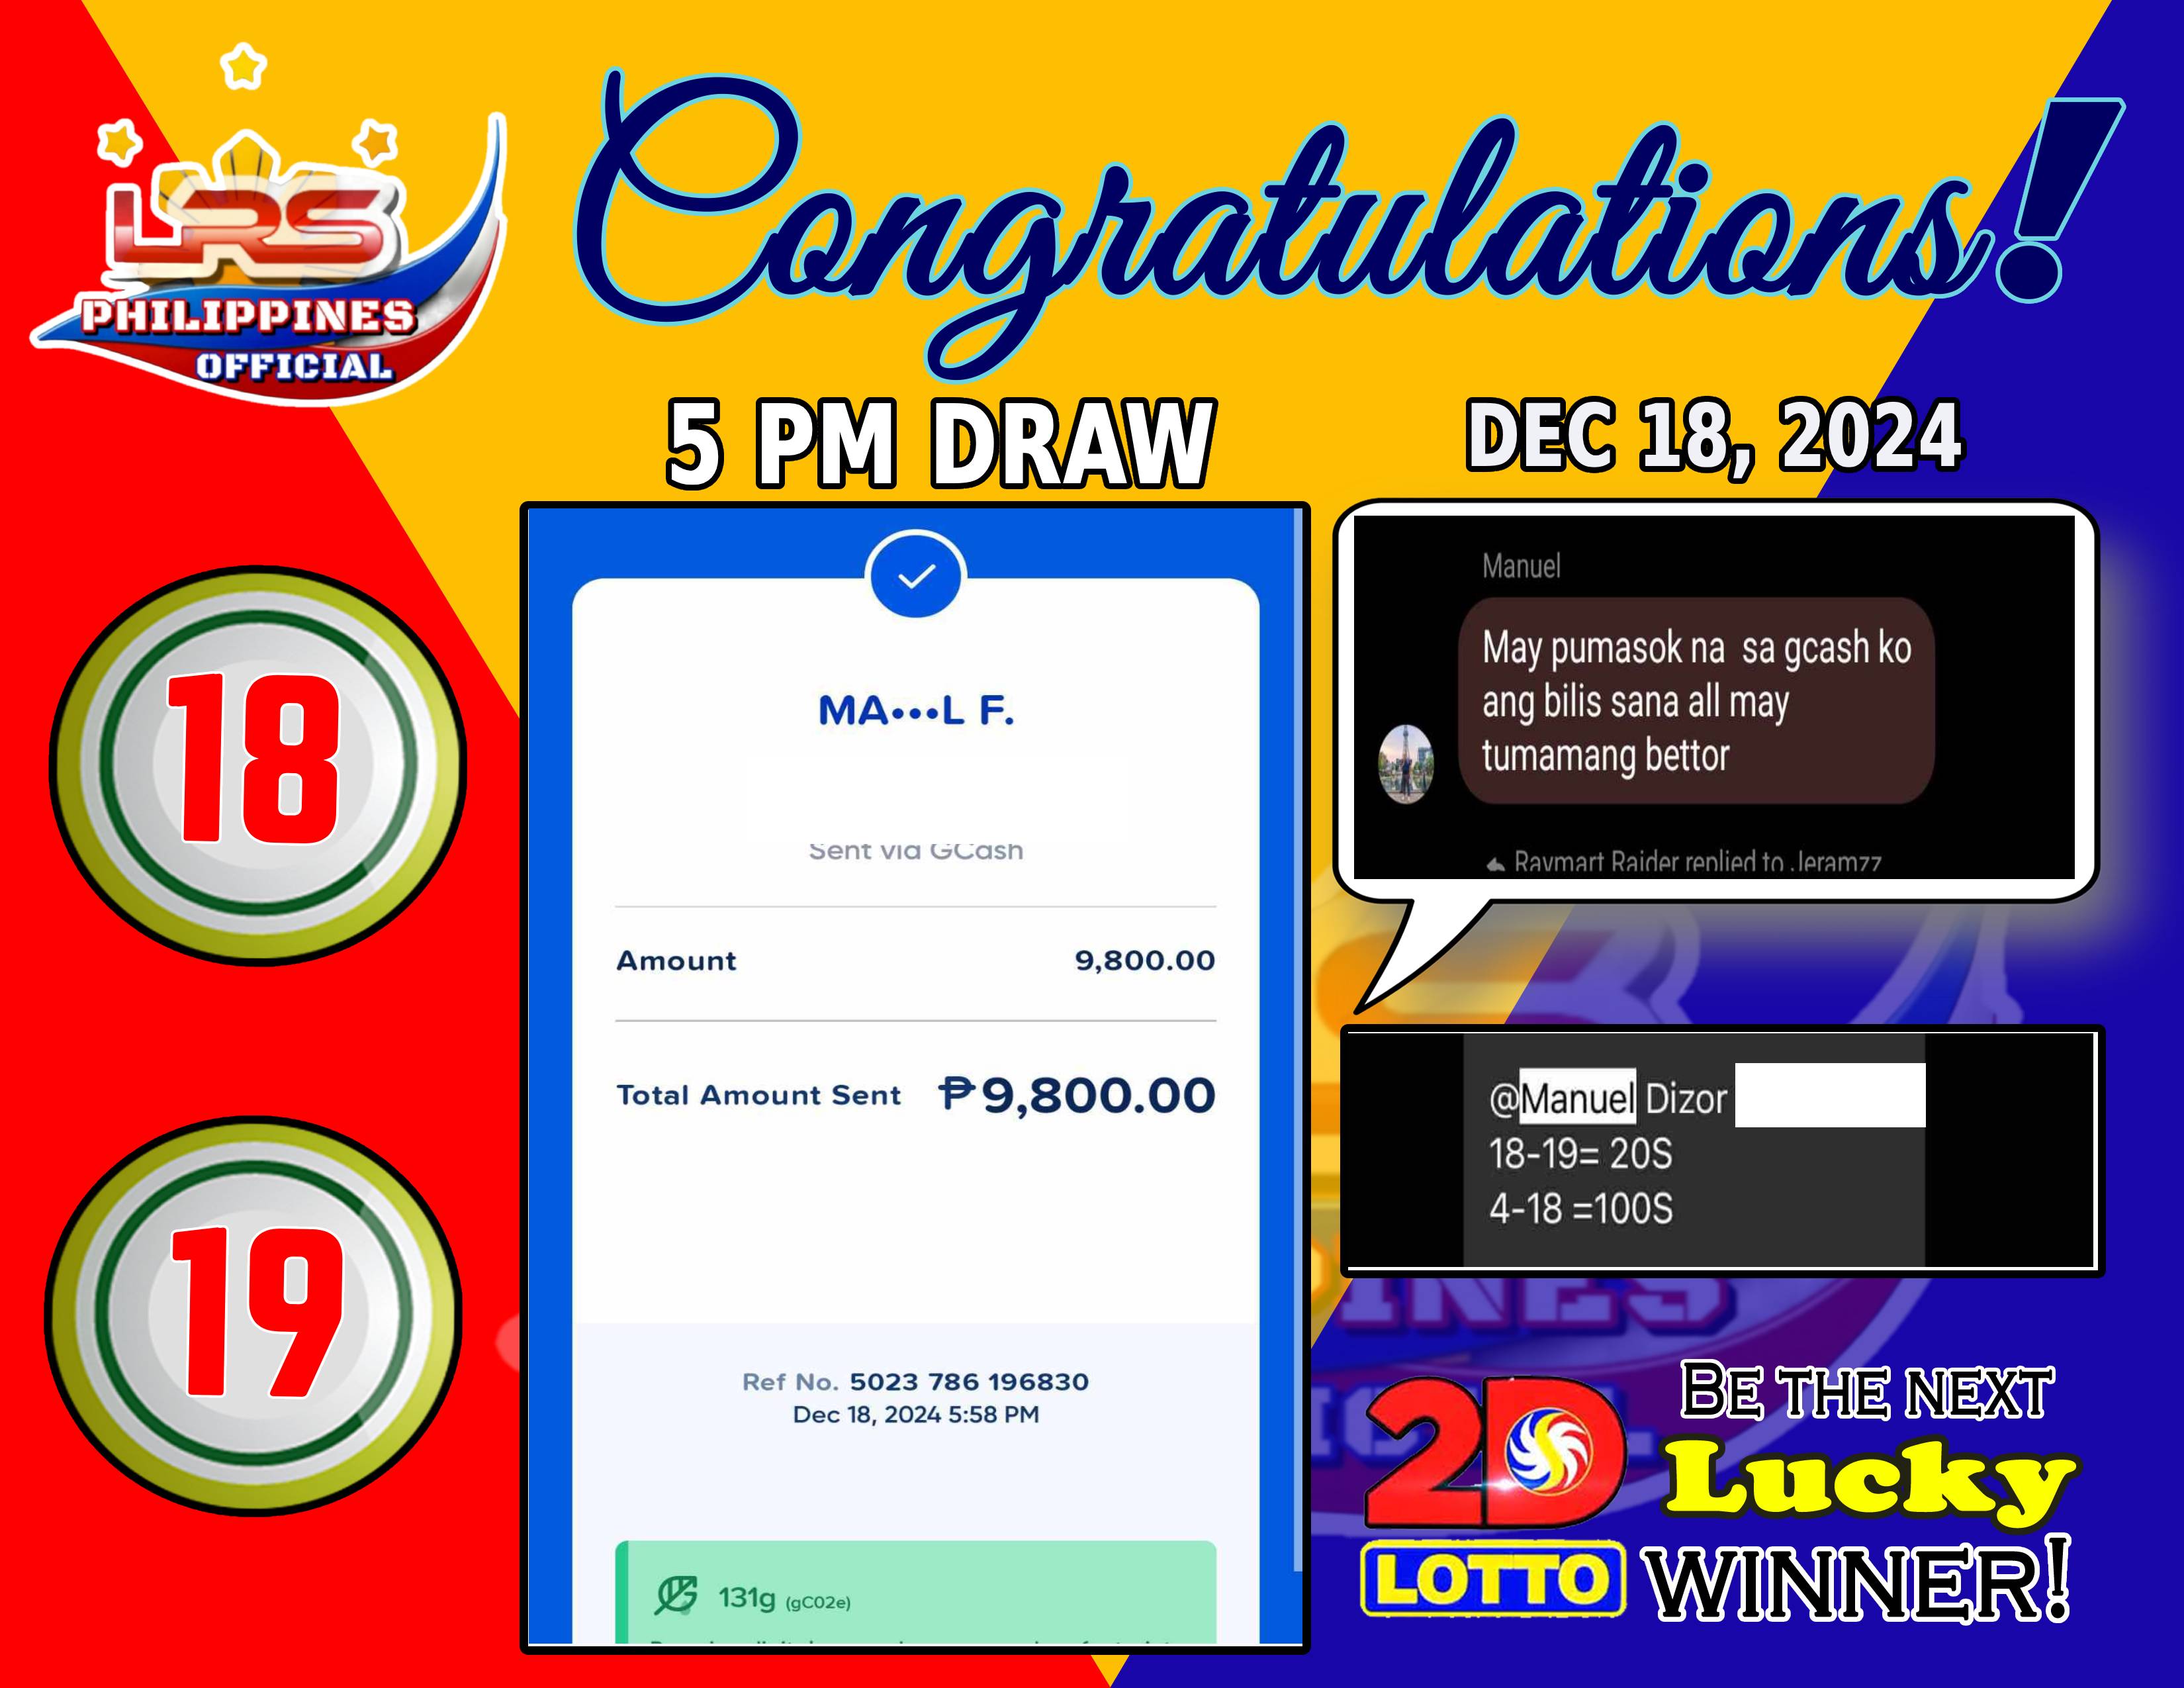 LRS
PHILIPPINES
OFFICIAL
Congratulations!
5 PM DRAW
DEC 18, 2024
18
19
MA•••L F.
Sent via GCash
Amount 9,800.00
Total Amount Sent ₱9,800.00
Ref No. 5023 786 196830
Dec 18, 2024 5:58 PM
131g (gCO2e)
Manuel
May pumasok na sa gcash ko
ang bilis sana all may
tumamang bettor
Raymart Raider replied to Jeramzz
@Manuel Dizor
18-19= 20S
4-18 =100S
2D
LOTTO
BE THE NEXT
Lucky
WINNER!